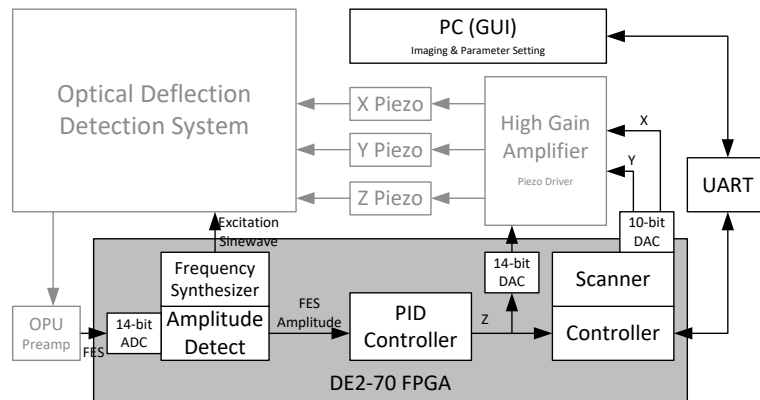 PC (GUI)
Imaging & Parameter Setting
Optical Deflection
Detection System
X Piezo
Y Piezo
Z Piezo
High Gain
Amplifier
Piezo Driver
X
Y
UART
Excitation
Sinewave
10-bit
DAC
Frequency
Synthesizer
14-bit
DAC
Scanner
OPU
Preamp
FES
14-bit
ADC
Amplitude
Detect
FES
Amplitude
PID
Controller
Z
Controller
DE2-70 FPGA